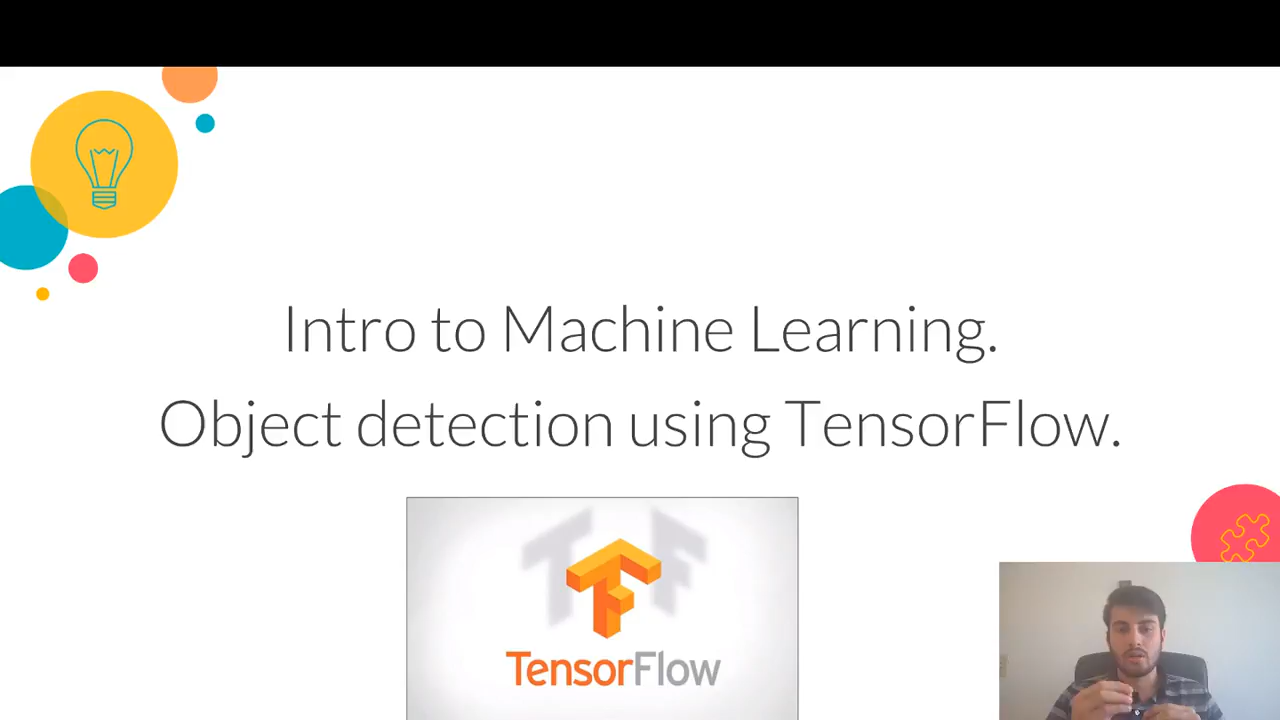 Intro to Machine Learning.
Object detection using TensorFlow.
TensorFlow